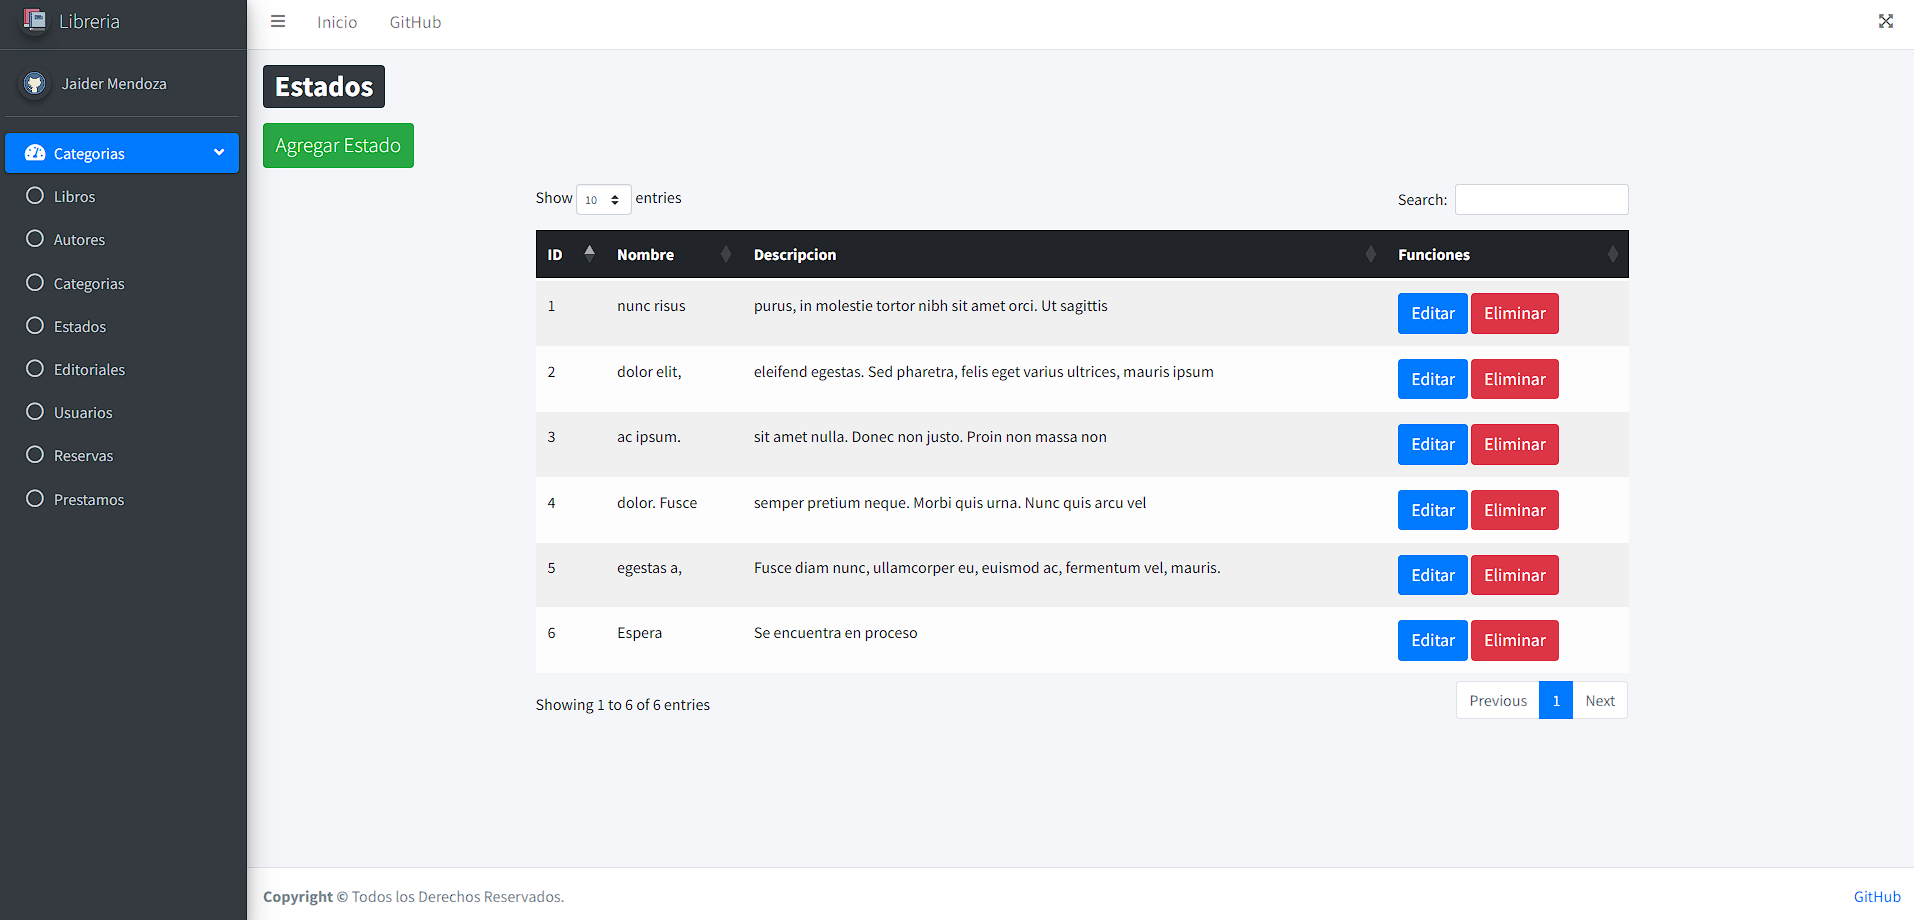 Libreria
Inicio GitHub
Jaider Mendoza
Categorias
Libros
Autores
Categorias
Estados
Editoriales
Usuarios
Reservas
Prestamos
Estados
Agregar Estado
Show 10 entries Search:
ID Nombre Descripcion Funciones
1 nunc risus purus, in molestie tortor nibh sit amet orci. Ut sagittis Editar Eliminar
2 dolor elit, eleifend egestas. Sed pharetra, felis eget varius ultrices, mauris ipsum Editar Eliminar
3 ac ipsum. sit amet nulla. Donec non justo. Proin non massa non Editar Eliminar
4 dolor. Fusce semper pretium neque. Morbi quis urna. Nunc quis arcu vel Editar Eliminar
5 egestas a, Fusce diam nunc, ullamcorper eu, euismod ac, fermentum vel, mauris. Editar Eliminar
6 Espera Se encuentra en proceso Editar Eliminar
Showing 1 to 6 of 6 entries Previous 1 Next
Copyright © Todos los Derechos Reservados. GitHub